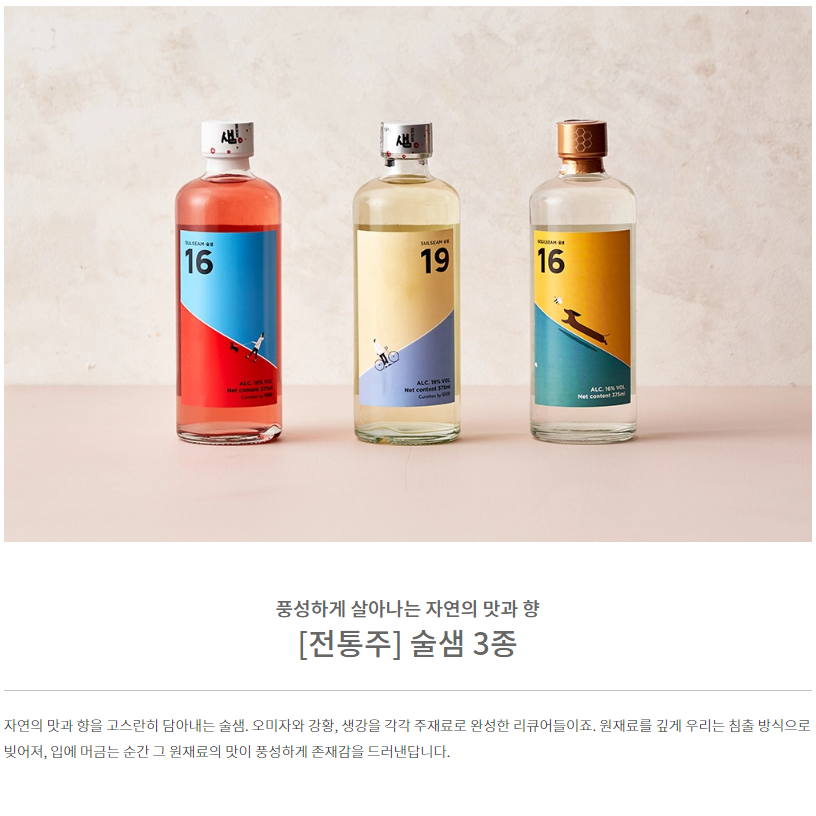 샘
샘
SULSEAM·술샘
16
SULSEAM·술샘
19
SOULSEAM·술샘
16
ALC. 16% VOL
Net content 375ml
ALC. 19% VOL
Net content 375ml
Curation by
ALC. 16% VOL
Net content 375ml
풍성하게 살아나는 자연의 맛과 향
[전통주] 술샘 3종
자연의 맛과 향을 고스란히 담아내는 술샘. 오미자와 강황, 생강을 각각 주재료로 완성한 리큐어들이죠. 원재료를 깊게 우리는 침출 방식으로
빚어져, 입에 머금는 순간 그 원재료의 맛이 풍성하게 존재감을 드러낸답니다.